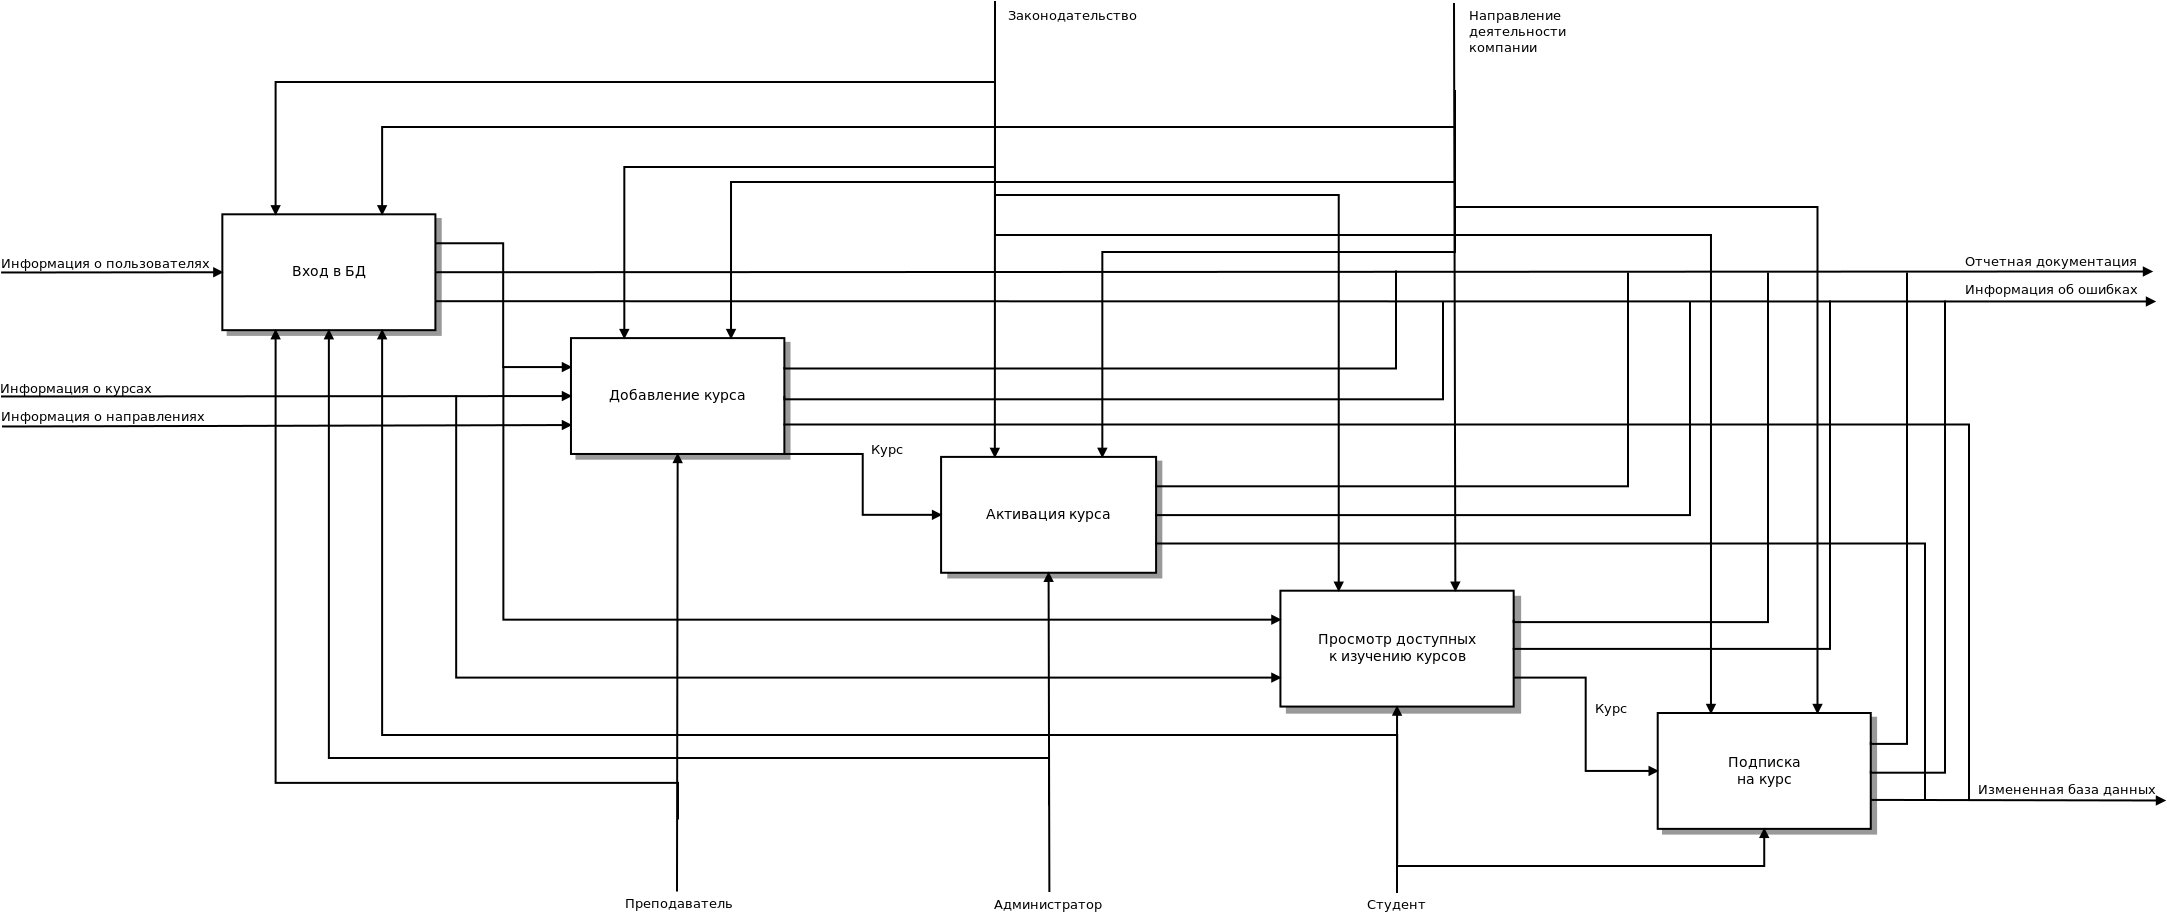 Законодательство
Направление
деятельности
компании
Информация о пользователях
Вход в БД
Отчетная документация
Информация об ошибках
Информация о курсах
Информация о направлениях
Добавление курса
Курс
Активация курса
Просмотр доступных
к изучению курсов
Курс
Подписка
на курс
Измененная база данных
Преподаватель
Администратор
Студент